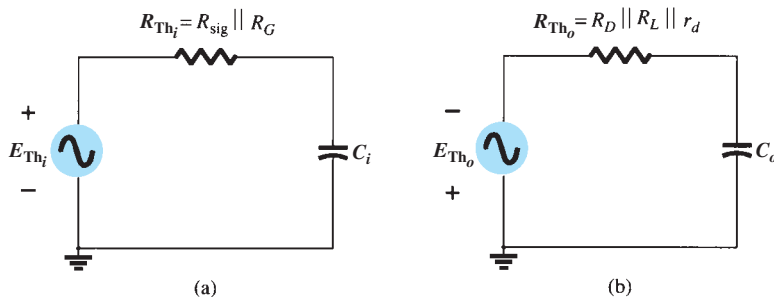 R_Th_i = R_sig || R_G
+
E_Th_i
−
C_i
(a)
R_Th_o = R_D || R_L || r_d
−
E_Th_o
+
C_o
(b)